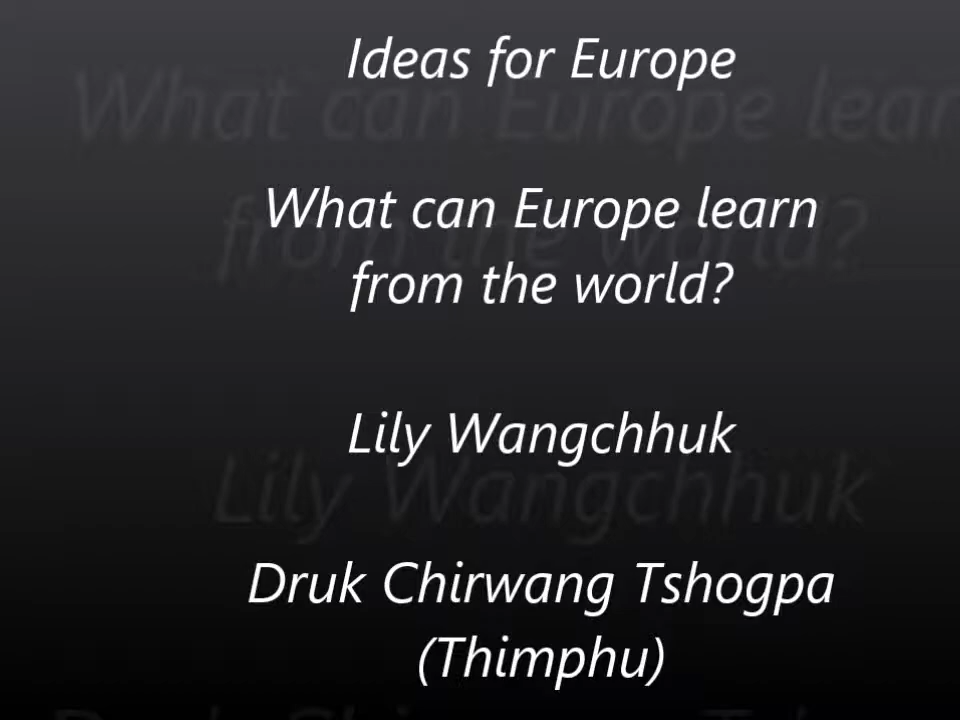 Ideas for Europe
What can Europe learn
from the world?
Lily Wangchhuk
Druk Chirwang Tshogpa
(Thimphu)